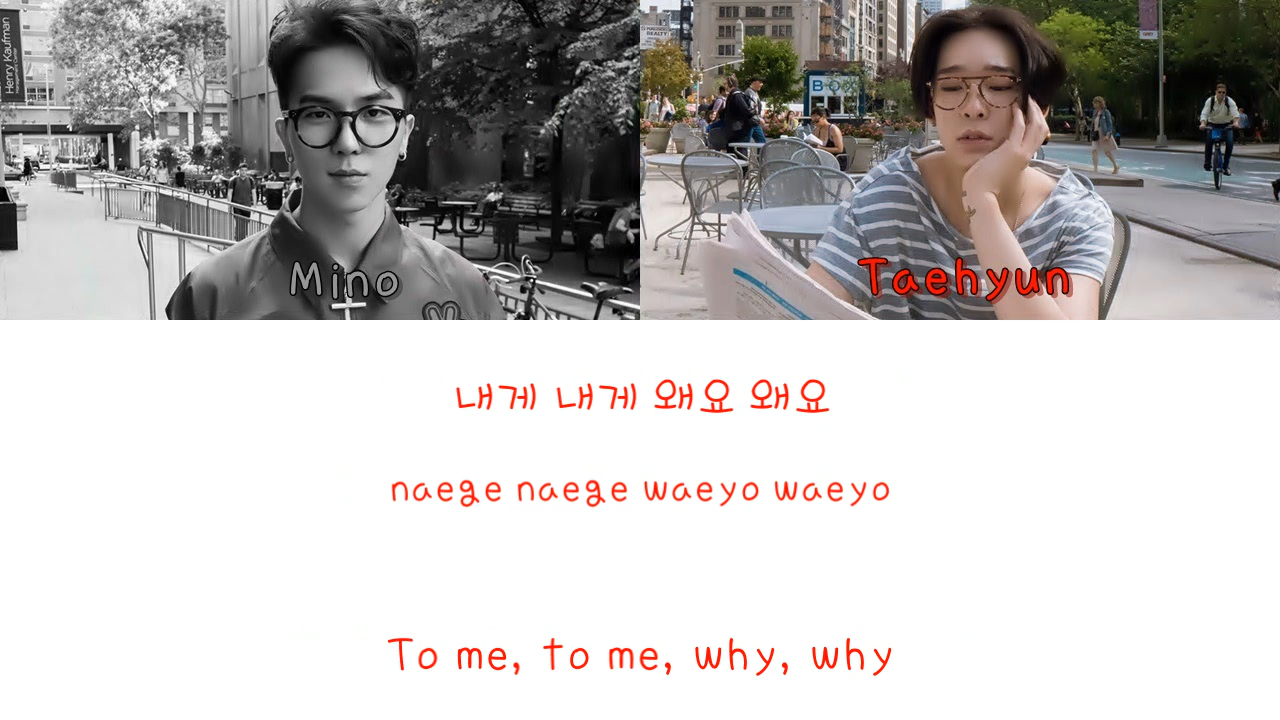 Henry Kaufman
REALTY
Mino
Taehyun
내게 내게 왜요 왜요
naege naege waeyo waeyo
To me, to me, why, why